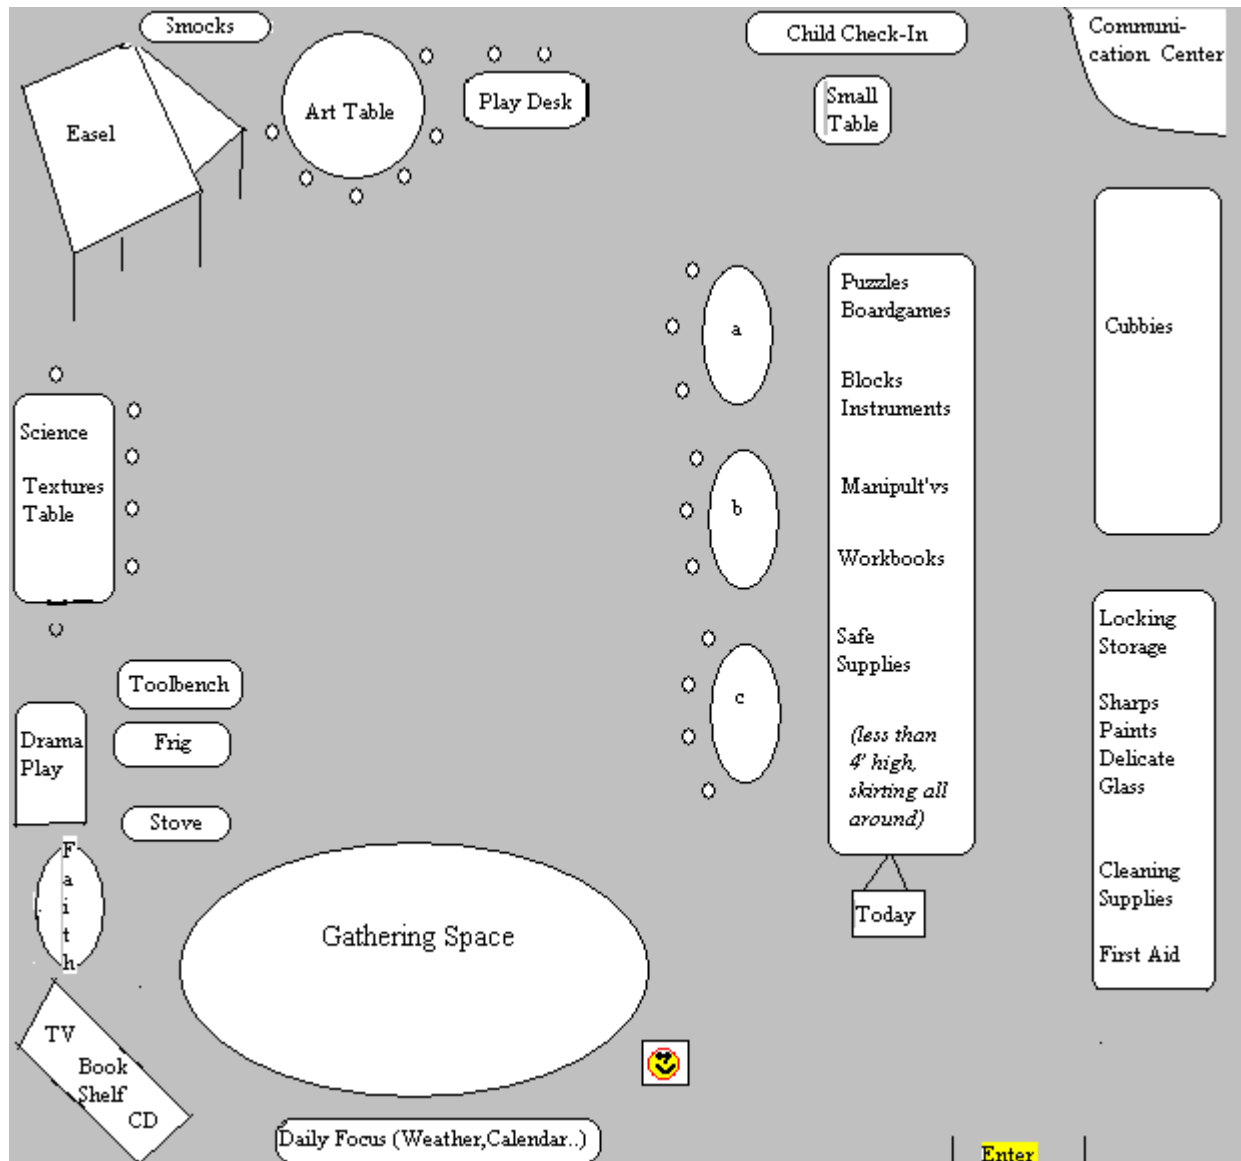 Smocks
Easel
Art Table
Play Desk
Child Check-In
Small
Table
Communi-
cation Center
a
b
c
Puzzles
Boardgames
Blocks
Instruments
Manipult'vs
Workbooks
Safe
Supplies
(less than
4' high,
skirting all
around)
Today
Cubbies
Locking
Storage
Sharps
Paints
Delicate
Glass
Cleaning
Supplies
First Aid
Science
Textures
Table
Toolbench
Frig
Stove
Drama
Play
F
a
i
t
h
Gathering Space
TV
Book
Shelf
CD
Daily Focus (Weather,Calendar..)
Enter